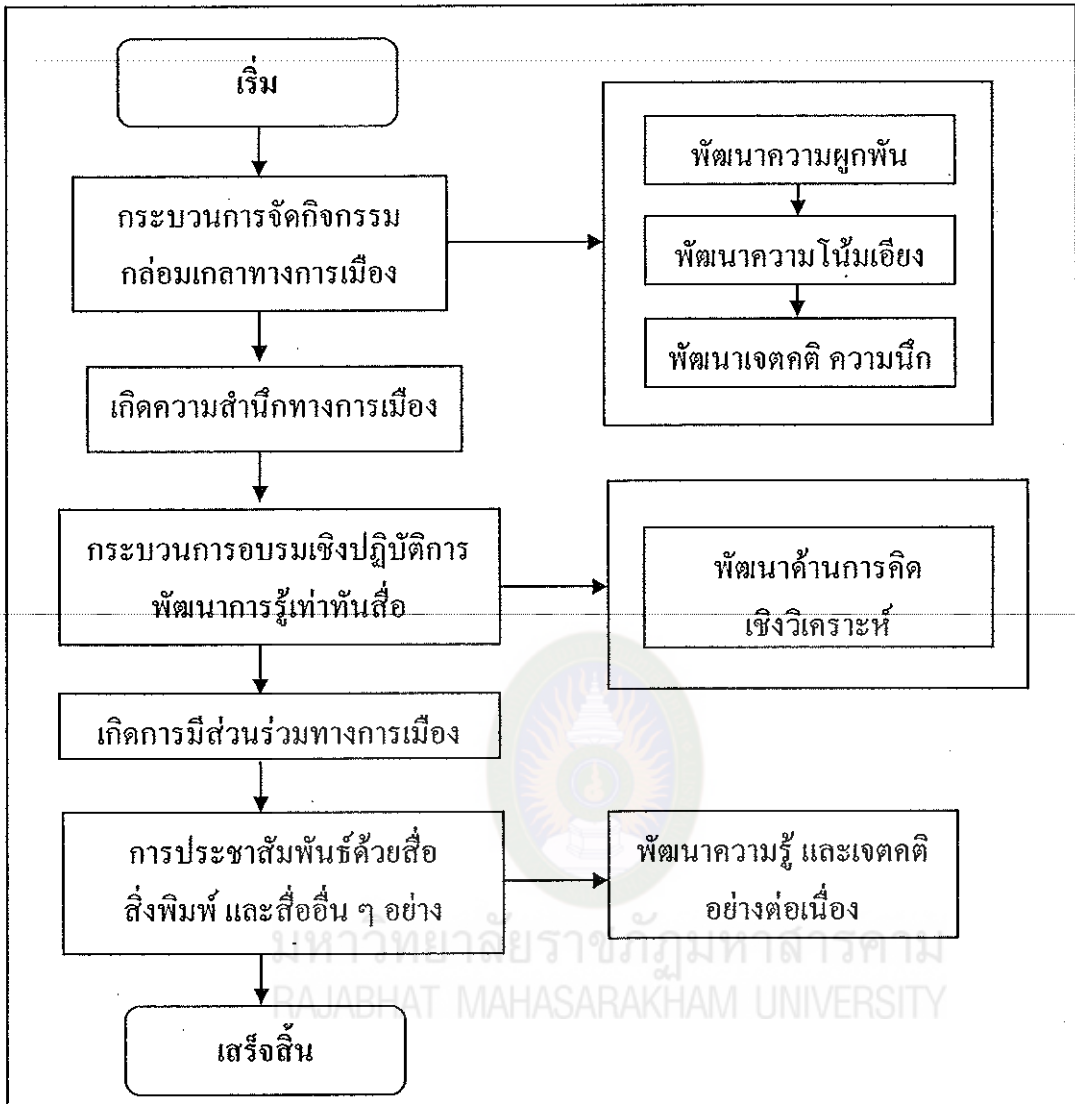 เริ่ม
กระบวนการจัดกิจกรรม
กล่อมเกลาทางการเมือง
พัฒนาความผูกพัน
พัฒนาความโน้มเอียง
พัฒนาเจตคติ ความนึก
เกิดความสำนึกทางการเมือง
กระบวนการอบรมเชิงปฏิบัติการ
พัฒนาการรู้เท่าทันสื่อ
พัฒนาด้านการคิด
เชิงวิเคราะห์
เกิดการมีส่วนร่วมทางการเมือง
การประชาสัมพันธ์ด้วยสื่อ
สิ่งพิมพ์ และสื่ออื่น ๆ อย่าง
พัฒนาความรู้ และเจตคติ
อย่างต่อเนื่อง
มหาวิทยาลัยราชภัฏมหาสารคาม
RAJABHAT MAHASARAKHAM UNIVERSITY
เสร็จสิ้น